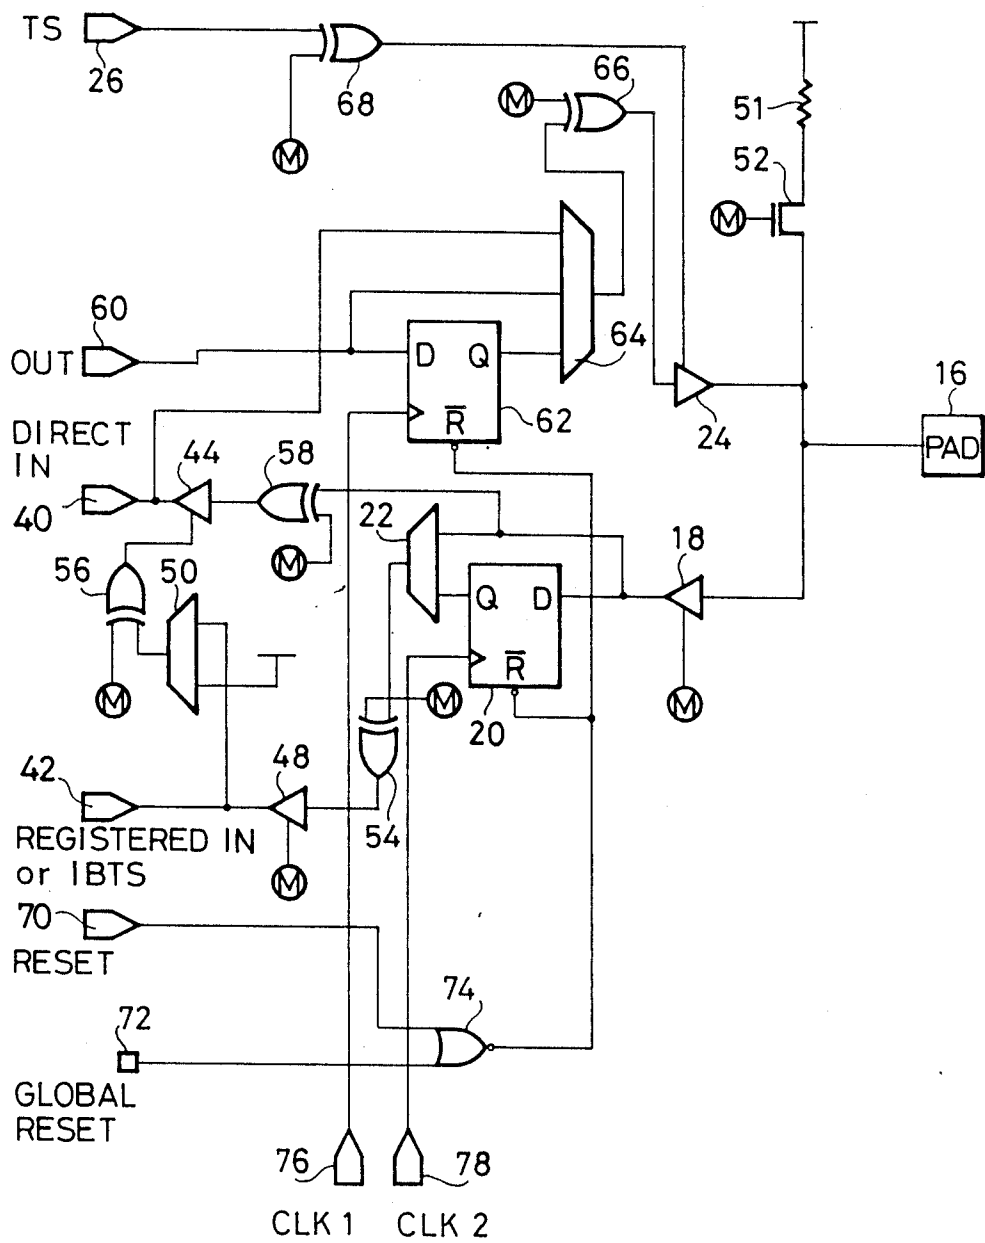 TS
26
68
M
66
M
51
52
M
60
OUT
64
D Q
R
62
24
16
PAD
DIRECT
IN
44
58
40
22
18
M
56
50
Q D
R
M
M
20
M
42
48
54
REGISTERED IN
or IBTS
M
70
RESET
74
72
GLOBAL
RESET
76
78
CLK 1 CLK 2